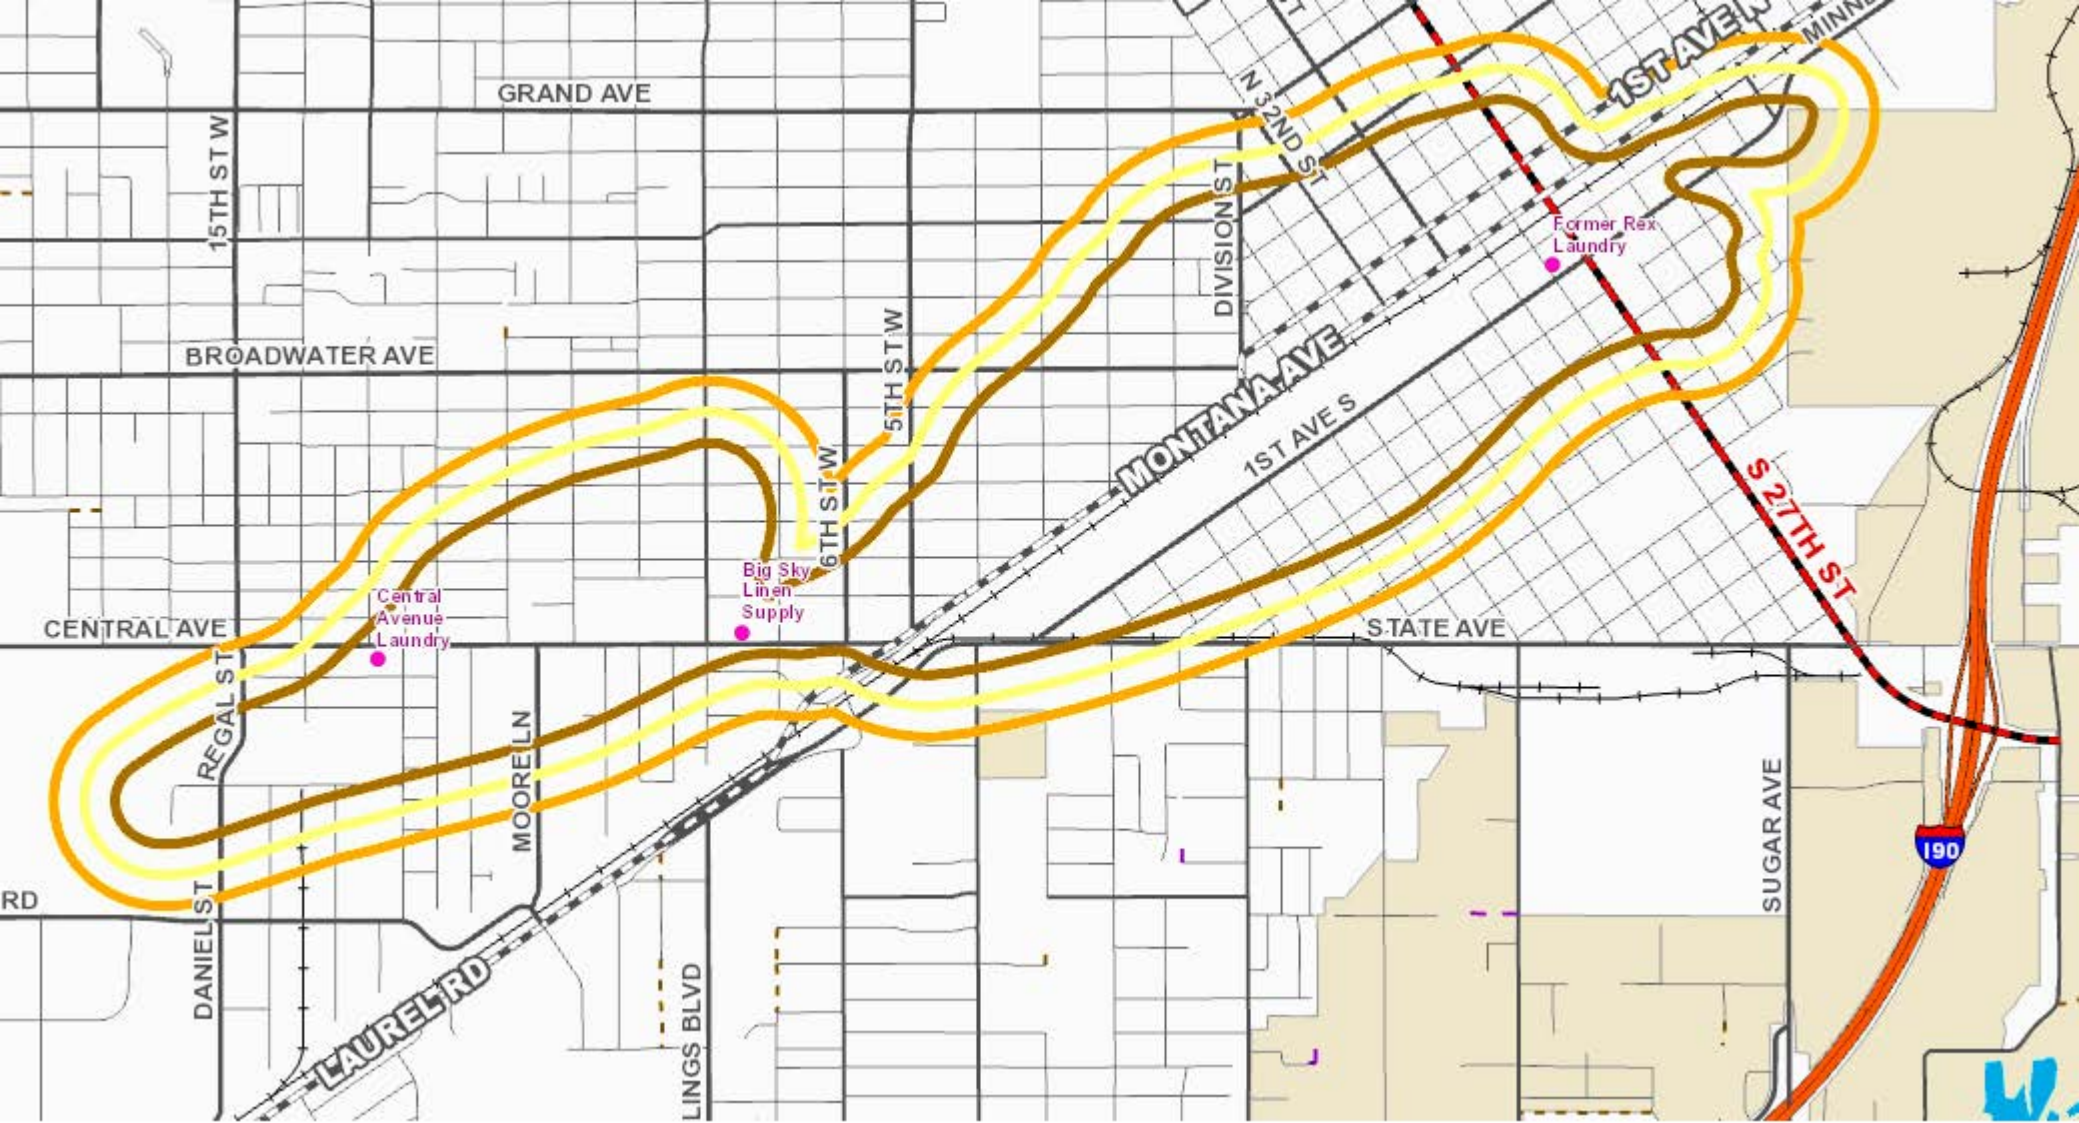 1ST AVE N
MINNE
GRAND AVE
N 32ND ST
15TH ST W
DIVISION ST
Former Rex
Laundry
5TH ST W
BROADWATER AVE
MONTANA AVE
1ST AVE S
6TH ST W
S 27TH ST
Big Sky
Linen
Supply
Central
Avenue
Laundry
CENTRAL AVE
STATE AVE
REGAL ST
MOORE LN
SUGAR AVE
I90
RD
DANIEL ST
LAUREL RD
LINGS BLVD